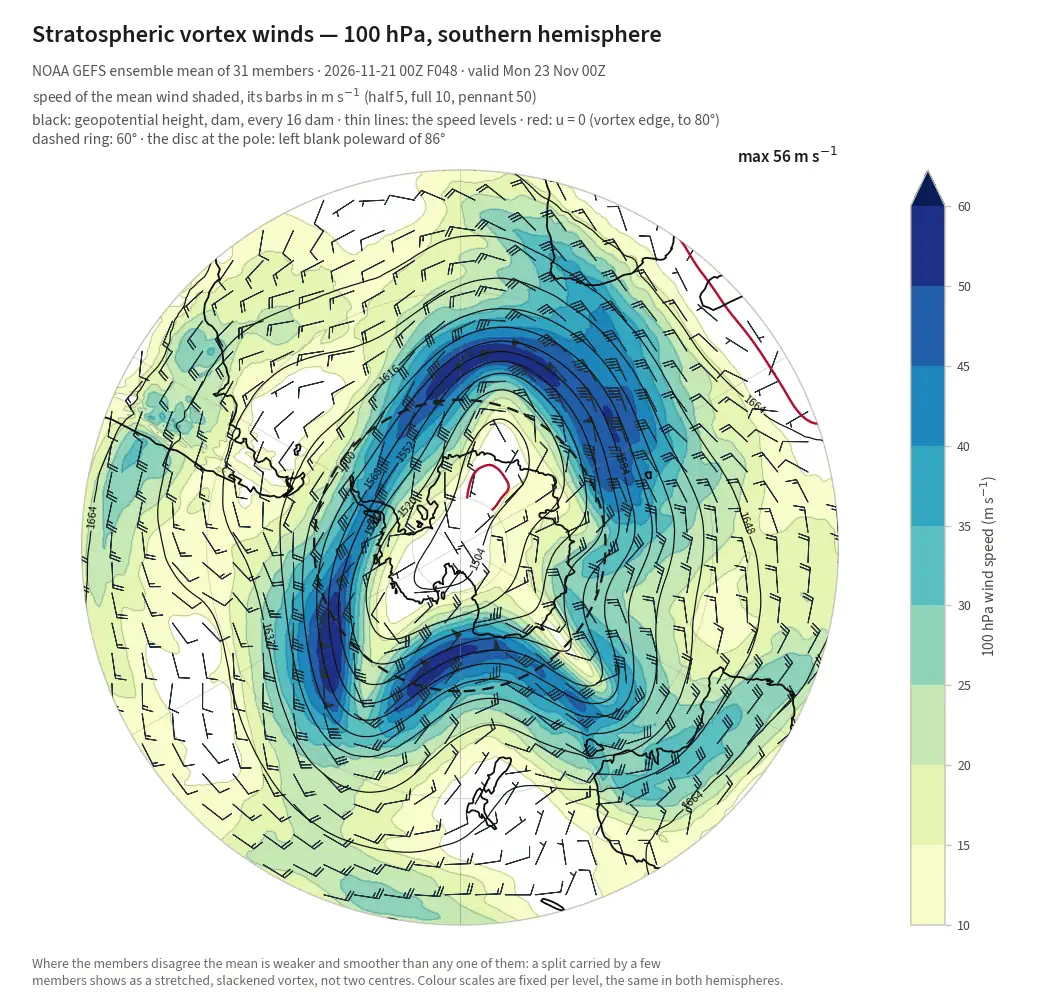 Stratospheric vortex winds — 100 hPa, southern hemisphere
NOAA GEFS ensemble mean of 31 members · 2026-11-21 00Z F048 · valid Mon 23 Nov 00Z
speed of the mean wind shaded, its barbs in m s⁻¹ (half 5, full 10, pennant 50)
black: geopotential height, dam, every 16 dam · thin lines: the speed levels · red: u = 0 (vortex edge, to 80°)
dashed ring: 60° · the disc at the pole: left blank poleward of 86°
max 56 m s⁻¹
60
50
45
40
35
30
25
20
15
10
100 hPa wind speed (m s⁻¹)
1616
1664
1552
1584
1568
1520
1664
1648
1504
1632
1664
Where the members disagree the mean is weaker and smoother than any one of them: a split carried by a few
members shows as a stretched, slackened vortex, not two centres. Colour scales are fixed per level, the same in both hemispheres.